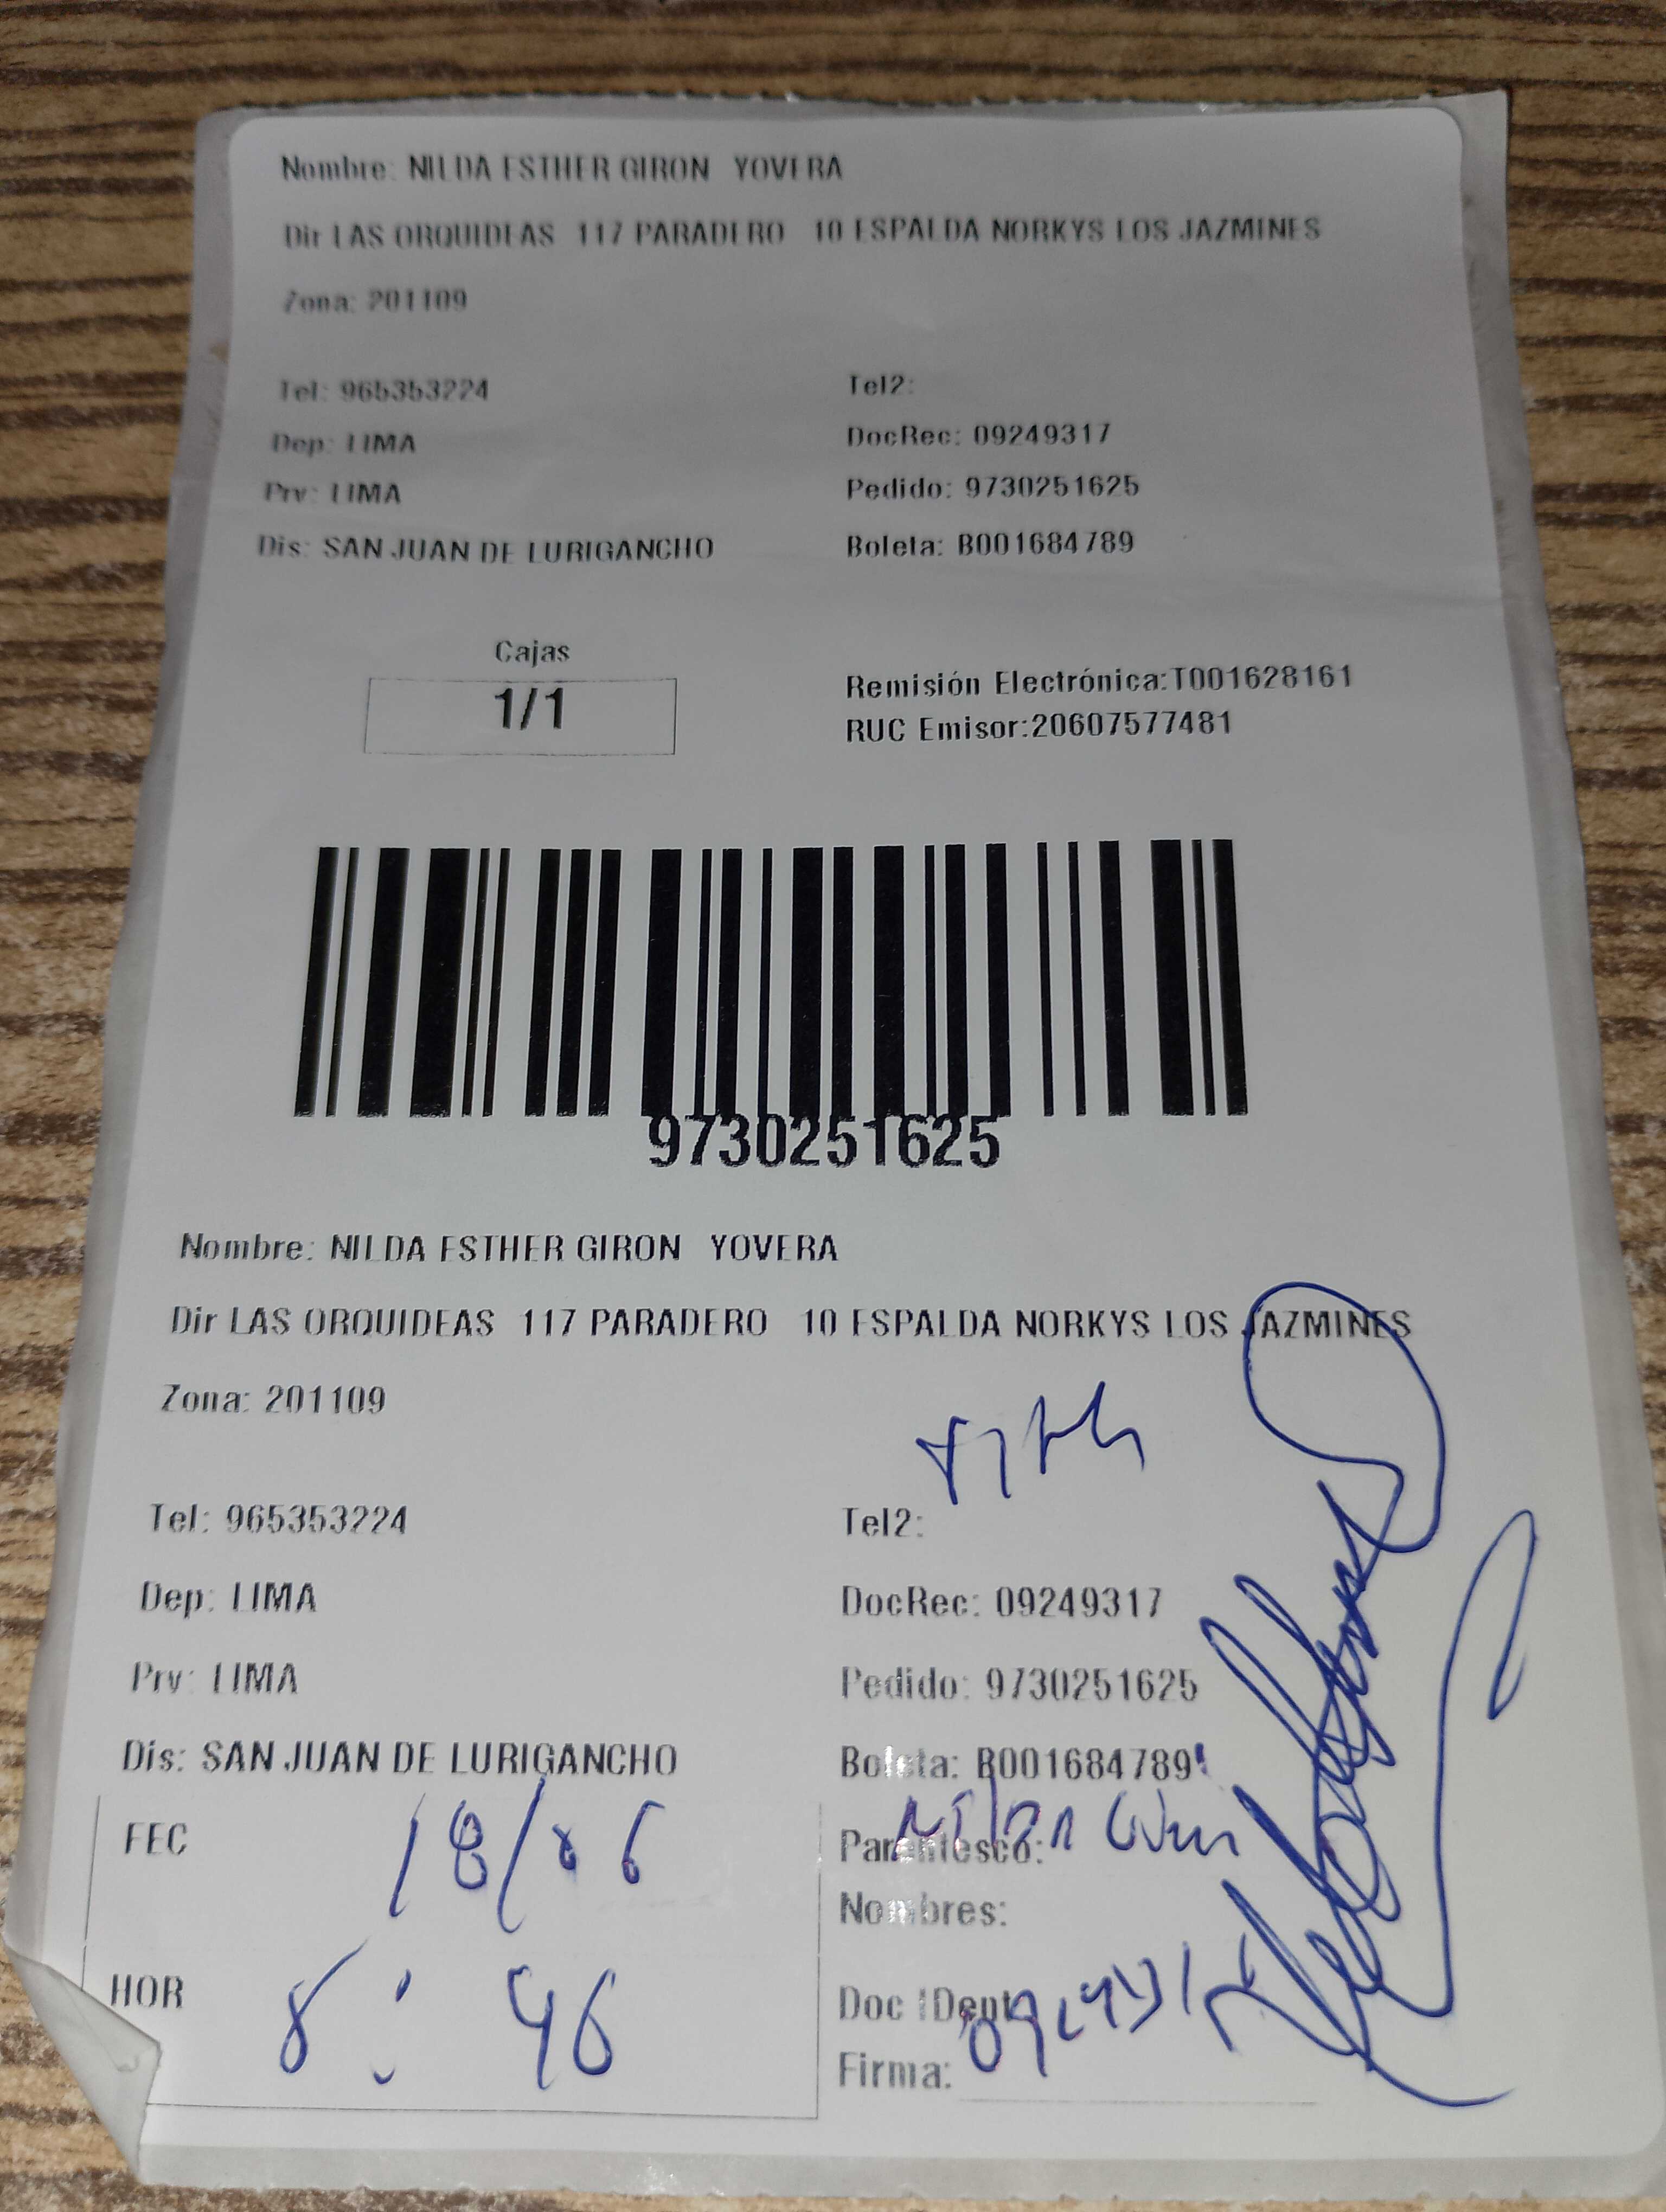 Nombre: NILDA ESTHER GIRON YOVERA
Dir LAS ORQUIDEAS 117 PARADERO 10 ESPALDA NORKYS LOS JAZMINES
Zona: 201109
Tel: 965353224 Tel2:
Dep: LIMA DocRec: 09249317
Prv: LIMA Pedido: 9730251625
Dis: SAN JUAN DE LURIGANCHO Boleta: B001684789
Cajas
1/1
Remisión Electrónica:T001628161
RUC Emisor:20607577481
9730251625
Nombre: NILDA ESTHER GIRON YOVERA
Dir LAS ORQUIDEAS 117 PARADERO 10 ESPALDA NORKYS LOS JAZMINES
Zona: 201109
Tel: 965353224 Tel2:
Dep: LIMA DocRec: 09249317
Prv: LIMA Pedido: 9730251625
Dis: SAN JUAN DE LURIGANCHO Boleta: B001684789
FEC 18/06 Parentesco: Nilda
Nombres:
HOR 8:46 Doc IDent
Firma: